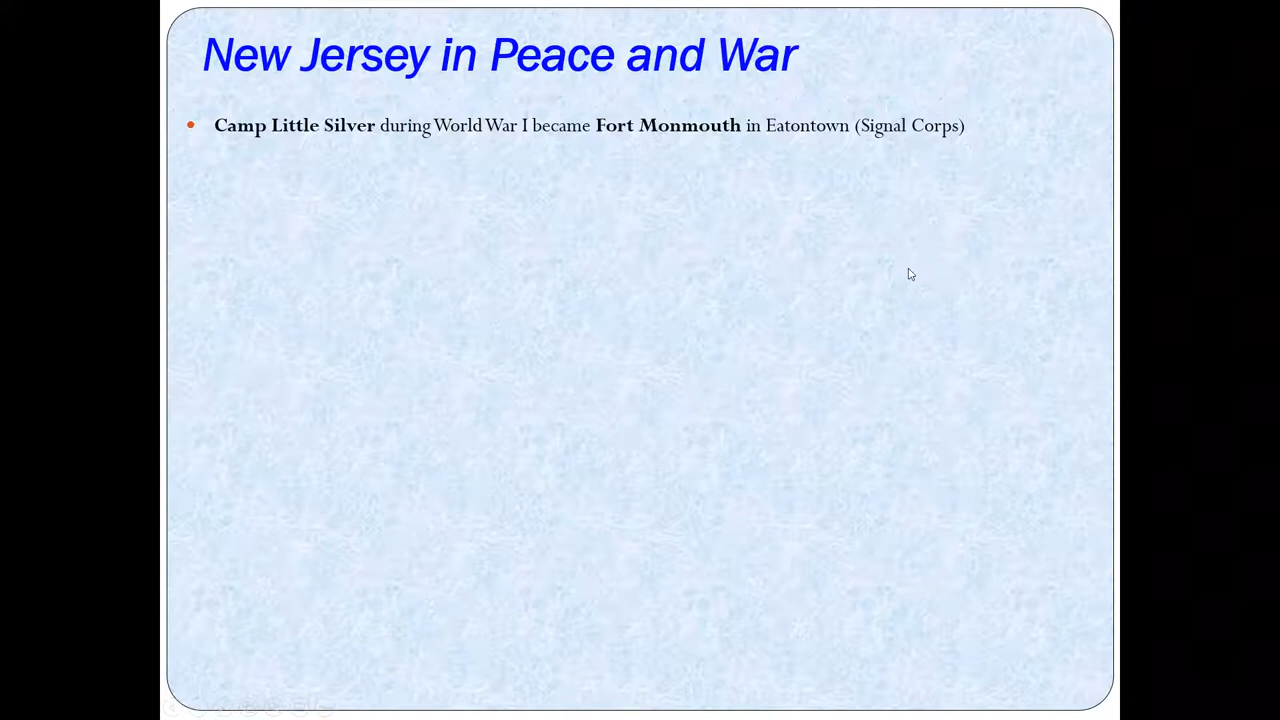 New Jersey in Peace and War
• Camp Little Silver during World War I became Fort Monmouth in Eatontown (Signal Corps)